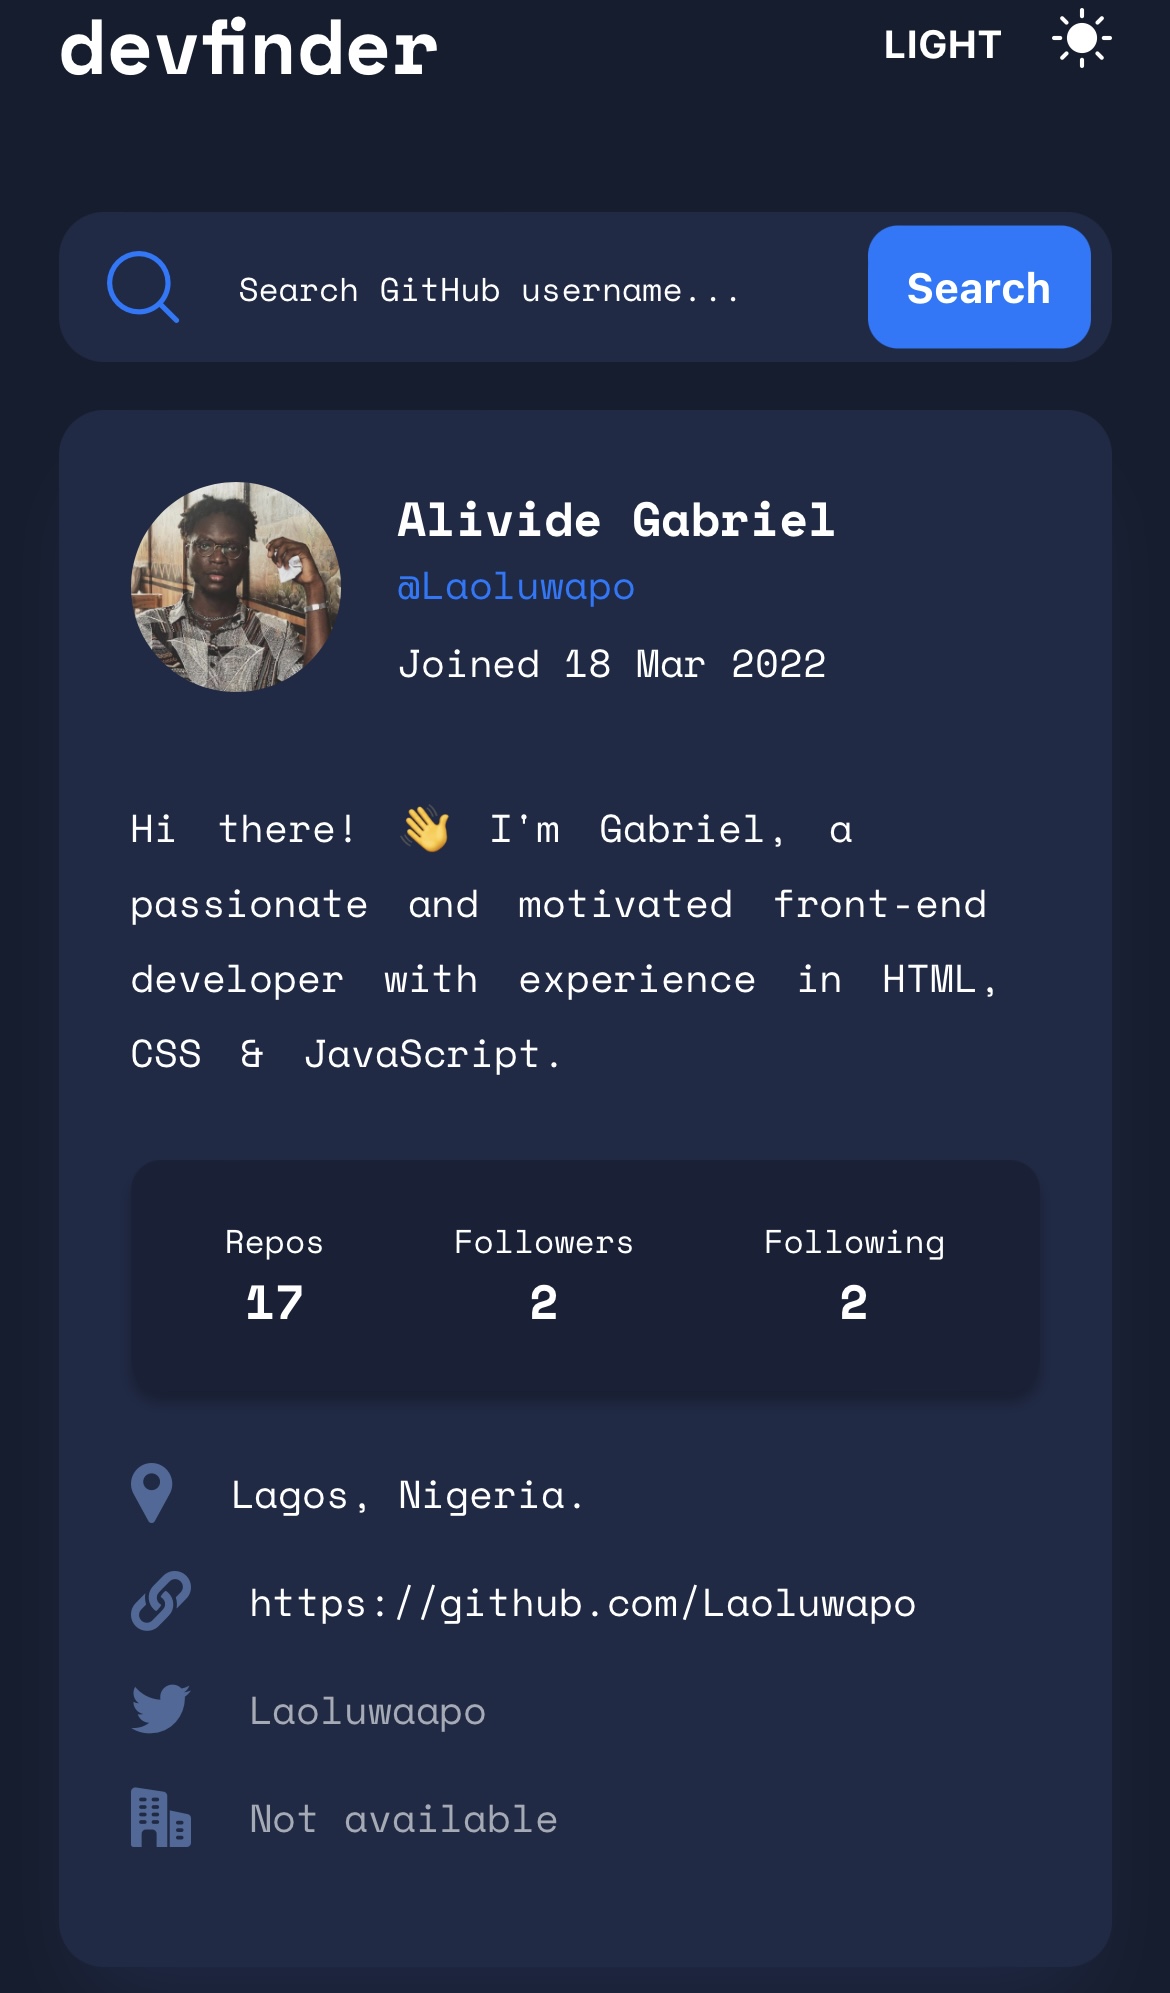 devfinder
LIGHT
Search GitHub username...
Search
Alivide Gabriel
@Laoluwapo
Joined 18 Mar 2022
Hi there! 👋 I'm Gabriel, a
passionate and motivated front-end
developer with experience in HTML,
CSS & JavaScript.
Repos Followers Following
17 2 2
Lagos, Nigeria.
https://github.com/Laoluwapo
Laoluwaapo
Not available